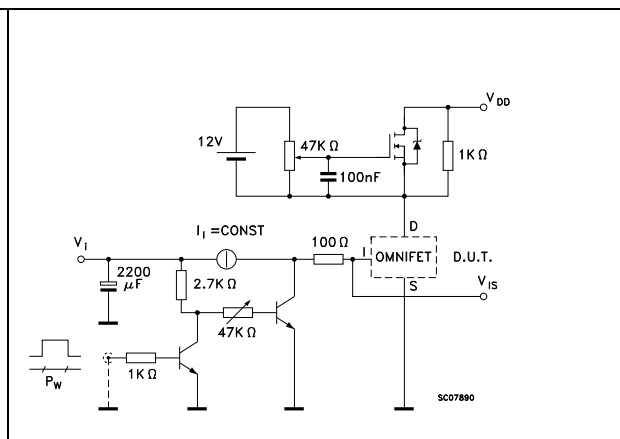 V DD
12V
47K Ω
1K Ω
100nF
I I =CONST
D
V i
100 Ω
I
OMNIFET
D.U.T.
2200
µF
2.7K Ω
S
V IS
47K Ω
1K Ω
P W
SC07890